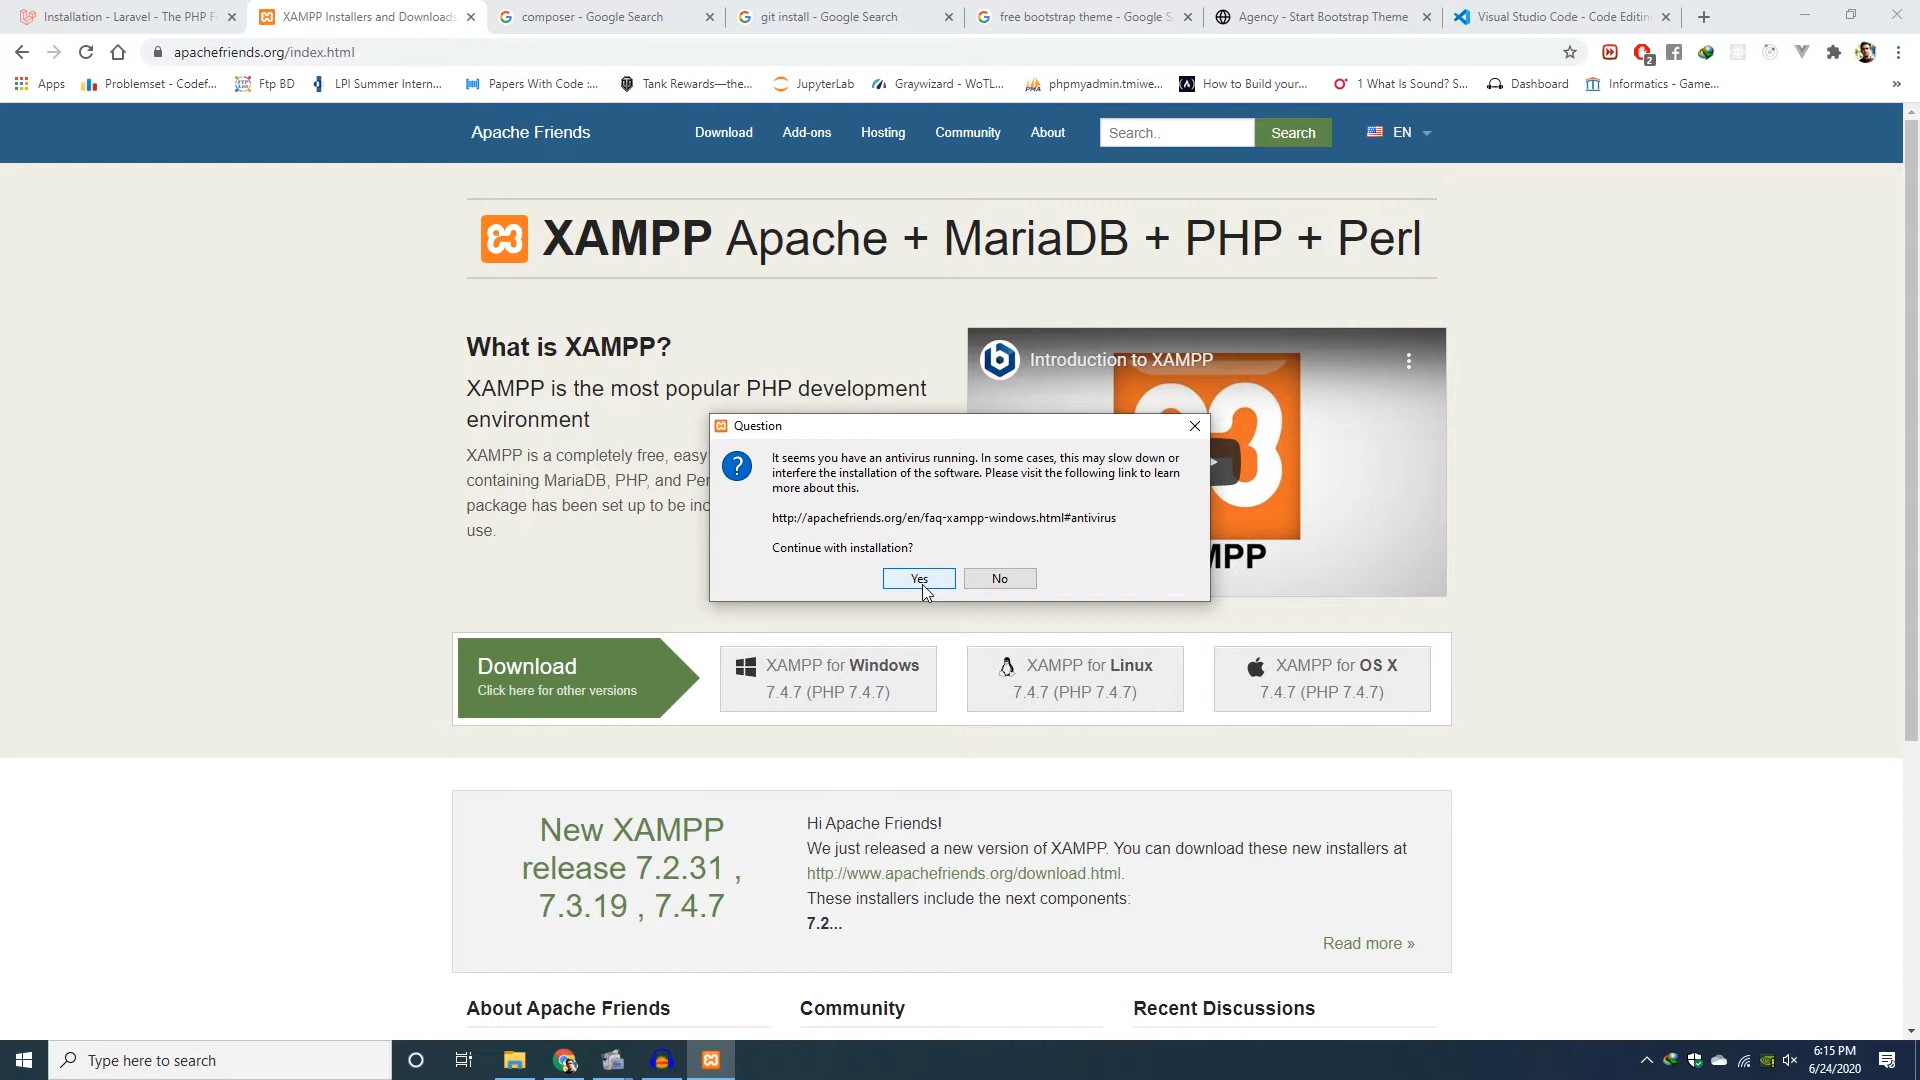 Installation - Laravel - The PHP F
XAMPP Installers and Downloads
composer - Google Search
git install - Google Search
free bootstrap theme - Google S
Agency - Start Bootstrap Theme
Visual Studio Code - Code Editin
apachefriends.org/index.html
2
Apps
Problemset - Codef...
Ftp BD
LPI Summer Intern...
Papers With Code :...
Tank Rewards—the...
JupyterLab
Graywizard - WoTL...
phpmyadmin.tmiwe...
How to Build your...
1 What Is Sound? S...
Dashboard
Informatics - Game...
»
Apache Friends
Download
Add-ons
Hosting
Community
About
Search..
Search
EN
XAMPP Apache + MariaDB + PHP + Perl
What is XAMPP?
XAMPP is the most popular PHP development
environment
XAMPP is a completely free, easy
containing MariaDB, PHP, and Per
package has been set up to be inc
use.
Introduction to XAMPP
MPP
Question
It seems you have an antivirus running. In some cases, this may slow down or
interfere the installation of the software. Please visit the following link to learn
more about this.
http://apachefriends.org/en/faq-xampp-windows.html#antivirus
Continue with installation?
Yes
No
Download
Click here for other versions
XAMPP for Windows
7.4.7 (PHP 7.4.7)
XAMPP for Linux
7.4.7 (PHP 7.4.7)
XAMPP for OS X
7.4.7 (PHP 7.4.7)
New XAMPP
release 7.2.31 ,
7.3.19 , 7.4.7
Hi Apache Friends!
We just released a new version of XAMPP. You can download these new installers at
http://www.apachefriends.org/download.html.
These installers include the next components:
7.2...
Read more »
About Apache Friends
Community
Recent Discussions
Type here to search
6:15 PM
6/24/2020